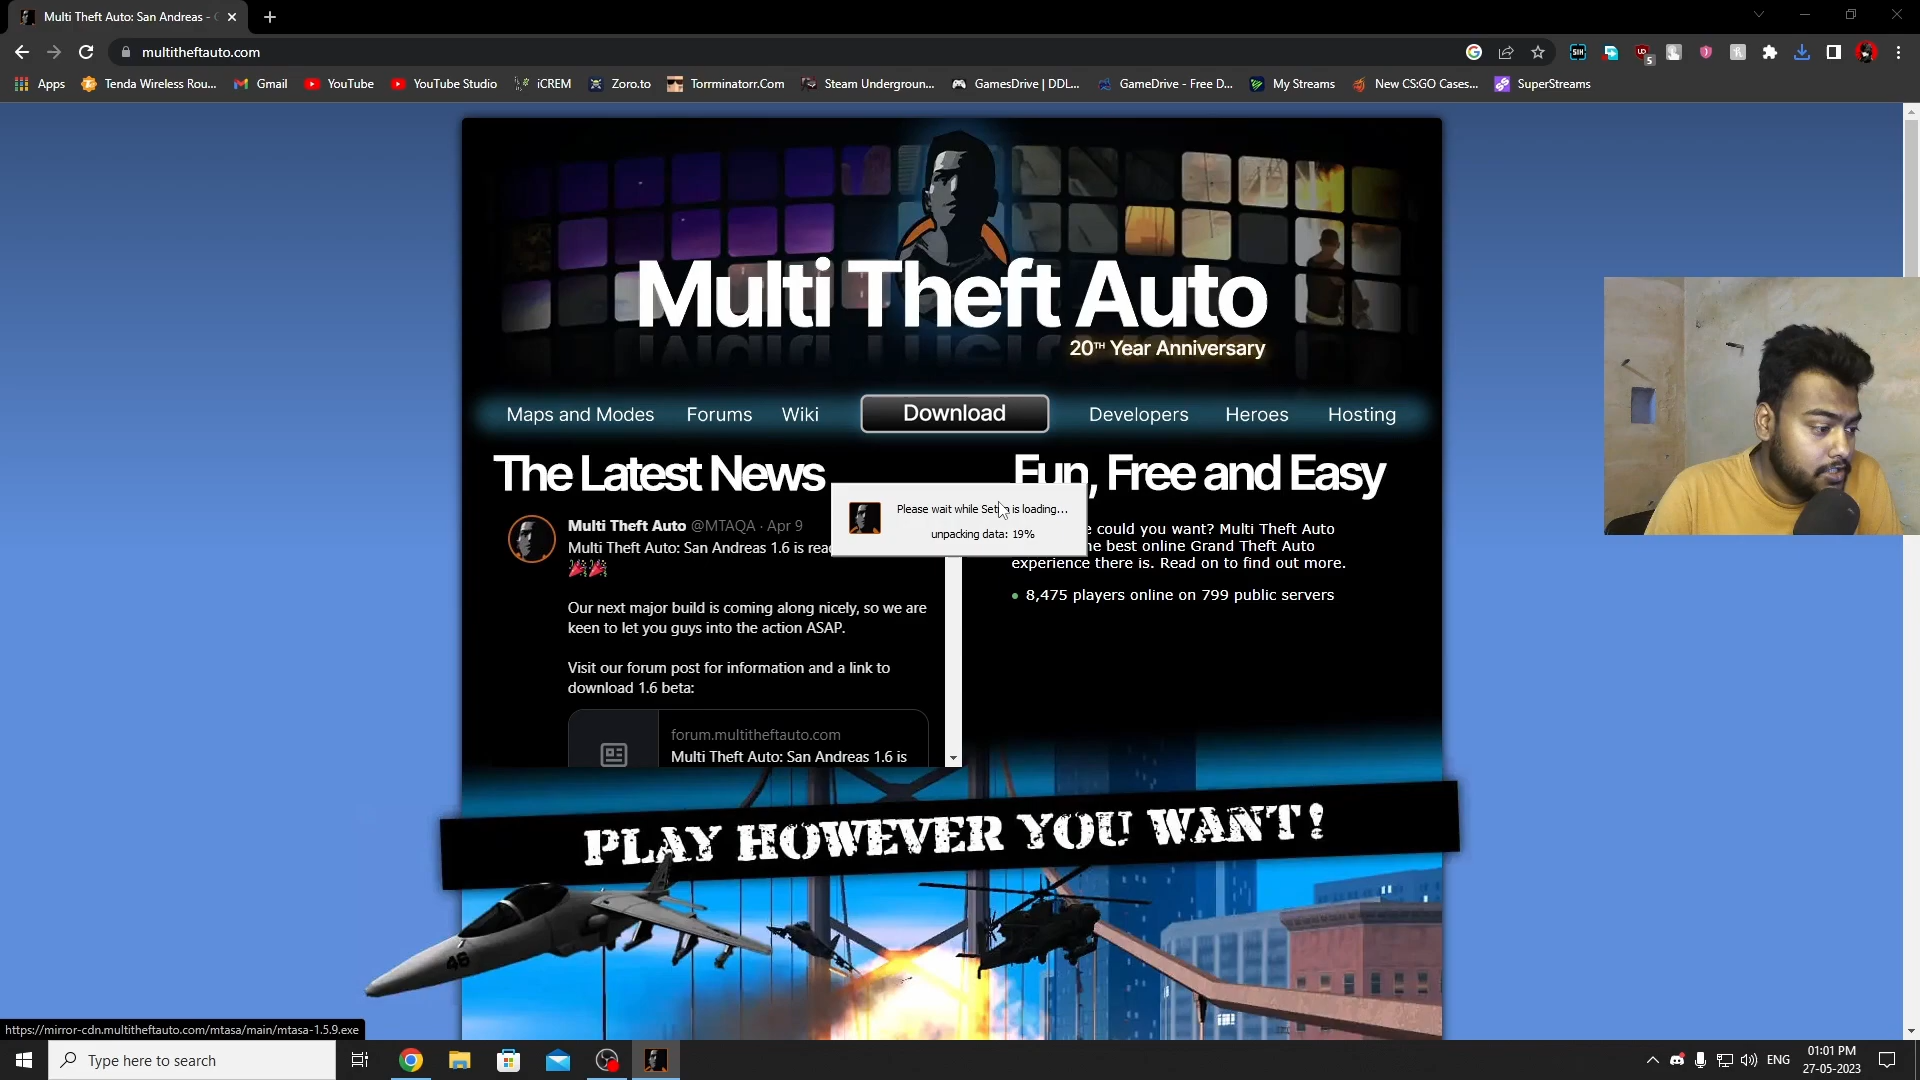 Multi Theft Auto: San Andreas -
multitheftauto.com
5
Apps
Tenda Wireless Rou...
Gmail
YouTube
YouTube Studio
iCREM
Zoro.to
Torrminatorr.Com
Steam Undergroun...
GamesDrive | DDL...
GameDrive - Free D...
My Streams
New CS:GO Cases...
SuperStreams
Multi Theft Auto
20TH Year Anniversary
Maps and Modes
Forums
Wiki
Download
Developers
Heroes
Hosting
The Latest News
Multi Theft Auto @MTAQA · Apr 9
Multi Theft Auto: San Andreas 1.6 is
🎉🎉
Our next major build is coming along nicely, so we are
keen to let you guys into the action ASAP.
Visit our forum post for information and a link to
download 1.6 beta:
forum.multitheftauto.com
Multi Theft Auto: San Andreas 1.6 is
Please wait while Setup is loading...
unpacking data: 19%
Fun, Free and Easy
could you want? Multi Theft Auto
best online Grand Theft Auto
experience there is. Read on to find out more.
8,475 players online on 799 public servers
PLAY HOWEVER YOU WANT!
46
https://mirror-cdn.multitheftauto.com/mtasa/main/mtasa-1.5.9.exe
Type here to search
ENG
01:01 PM
27-05-2023